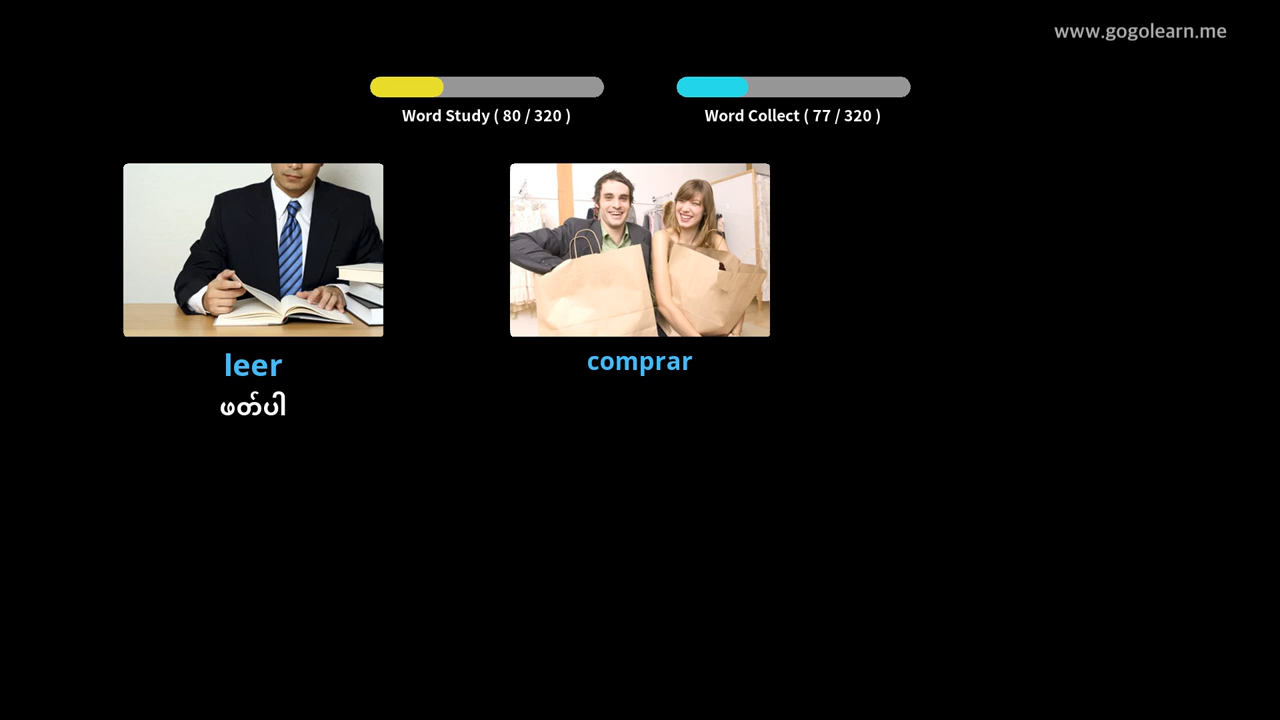 www.gogolearn.me
Word Study ( 80 / 320 )
Word Collect ( 77 / 320 )
leer
comprar
ဖတ်ပါ